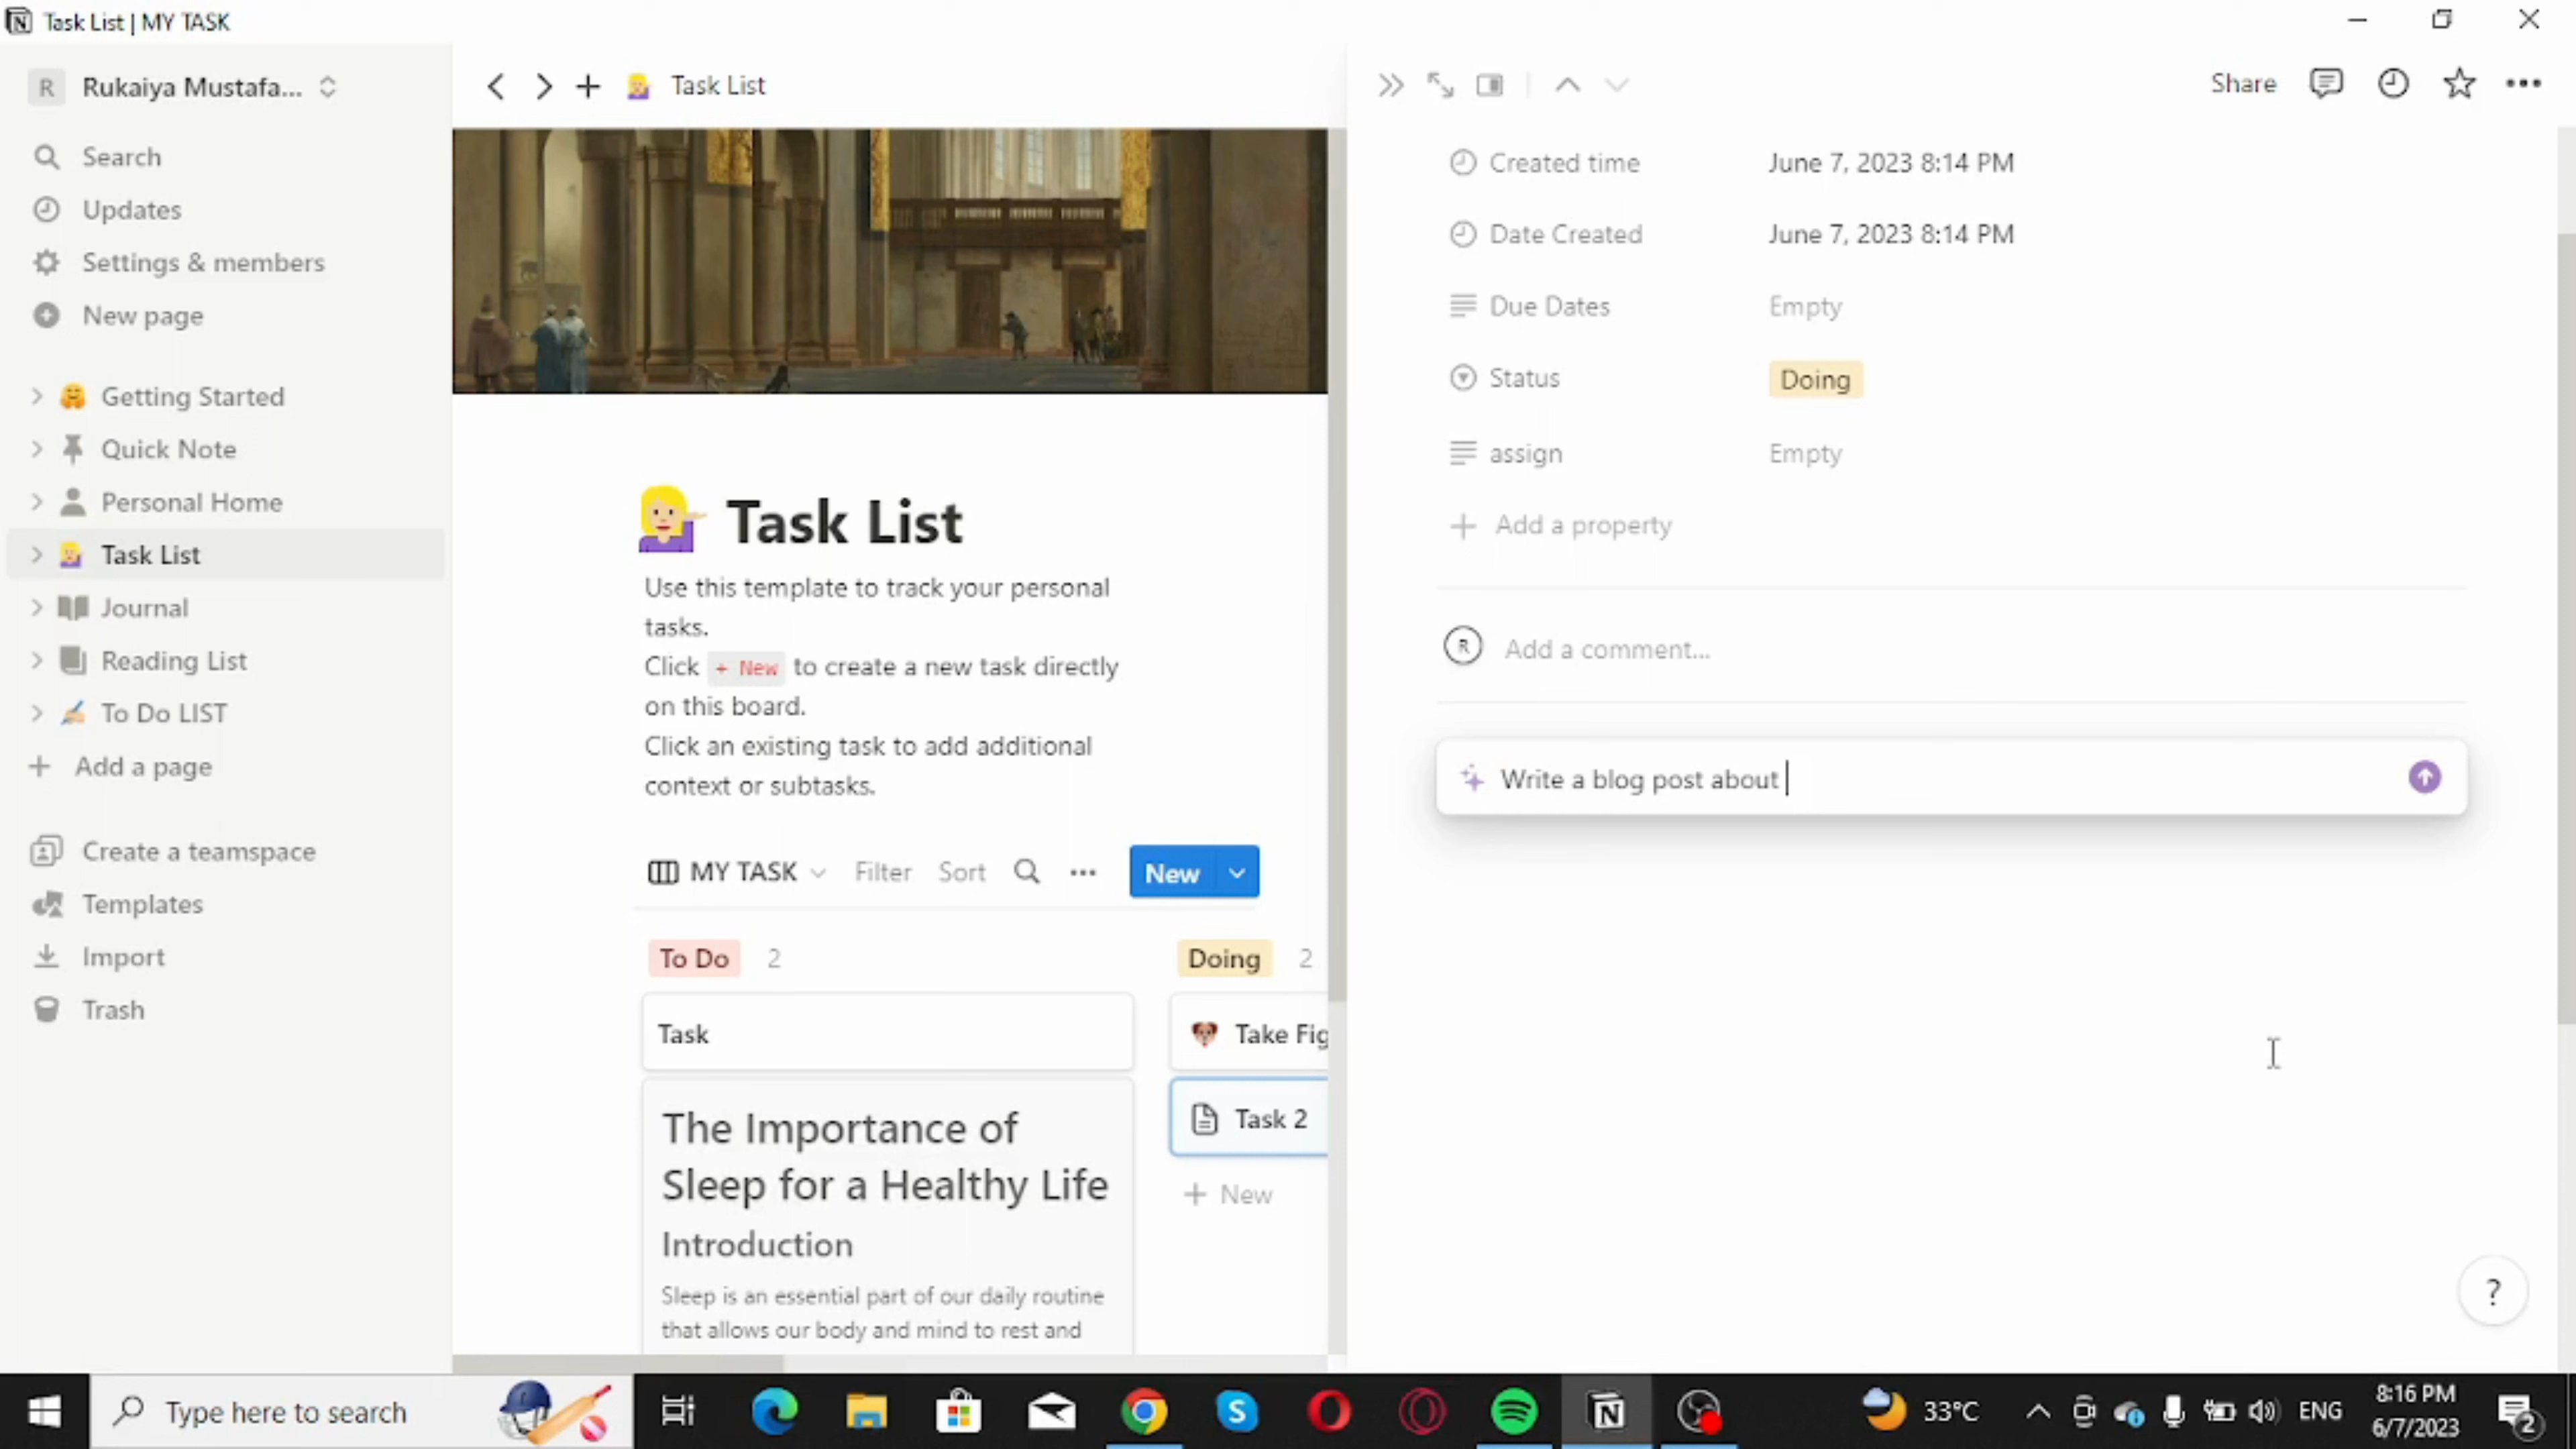 Task List | MY TASK
R Rukaiya Mustafa...
Search
Updates
Settings & members
New page
Getting Started
Quick Note
Personal Home
Task List
Journal
Reading List
To Do LIST
Add a page
Create a teamspace
Templates
Import
Trash
Task List
Task List
Use this template to track your personal
tasks.
Click + New to create a new task directly
on this board.
Click an existing task to add additional
context or subtasks.
MY TASK Filter Sort New
To Do 2
Task
The Importance of
Sleep for a Healthy Life
Introduction
Sleep is an essential part of our daily routine
that allows our body and mind to rest and
Doing 2
Take Fig
Task 2
+ New
Share
Created time June 7, 2023 8:14 PM
Date Created June 7, 2023 8:14 PM
Due Dates Empty
Status Doing
assign Empty
+ Add a property
R Add a comment...
Write a blog post about
?
Type here to search
33°C
ENG
8:16 PM
6/7/2023
2